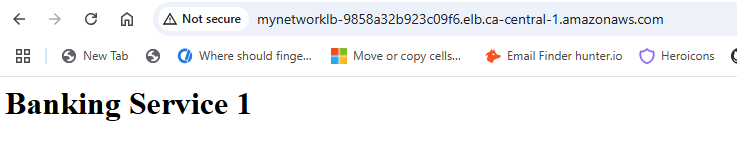 Not secure mynetworklb-9858a32b923c09f6.elb.ca-central-1.amazonaws.com
New Tab Where should finge... Move or copy cells... Email Finder hunter.io Heroicons
Banking Service 1